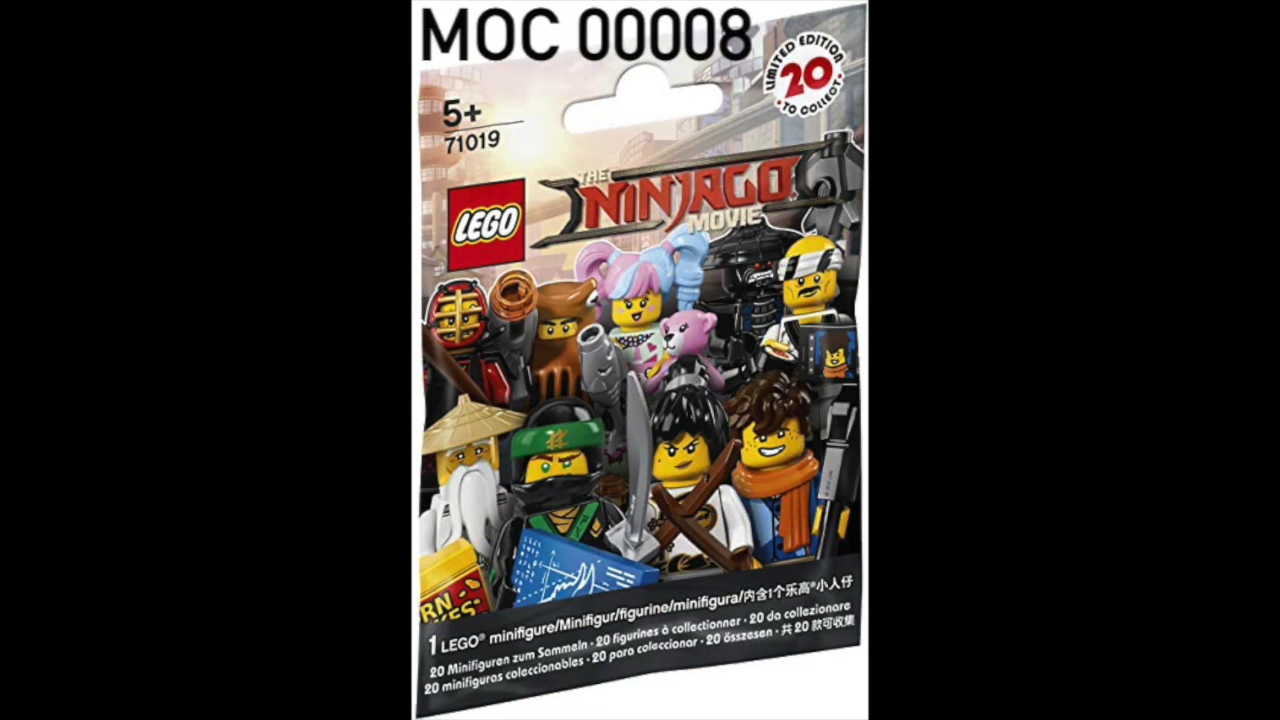 MOC 00008
LIMITED EDITION
20
TO COLLECT
5+
71019
LEGO
THE
NINJAGO
MOVIE
1 LEGO® minifigure/Minifigur/figurine/minifigura/内含1个乐高®小人仔
20 Minifiguren zum Sammeln · 20 figurines à collectionner · 20 da collezionare
20 minifiguras coleccionables · 20 para coleccionar · 20 összesen · 共 20 款可收集